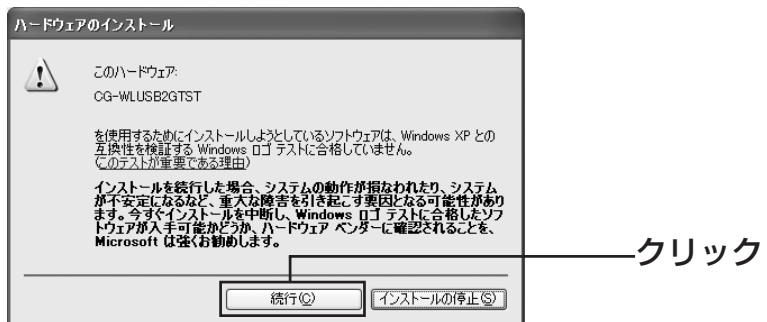 ハードウェアのインストール
このハードウェア:
CG-WLUSB2GTST
を使用するためにインストールしようとしているソフトウェアは、Windows XP との
互換性を検証する Windows ロゴ テストに合格していません。
(このテストが重要である理由)
インストールを続行した場合、システムの動作が損なわれたり、システム
が不安定になるなど、重大な障害を引き起こす要因となる可能性があり
ます。今すぐインストールを中断し、Windows ロゴ テストに合格したソフ
トウェアが入手可能かどうか、ハードウェア ベンダーに確認されることを、
Microsoft は強くお勧めします。
クリック
続行(C) インストールの停止(S)